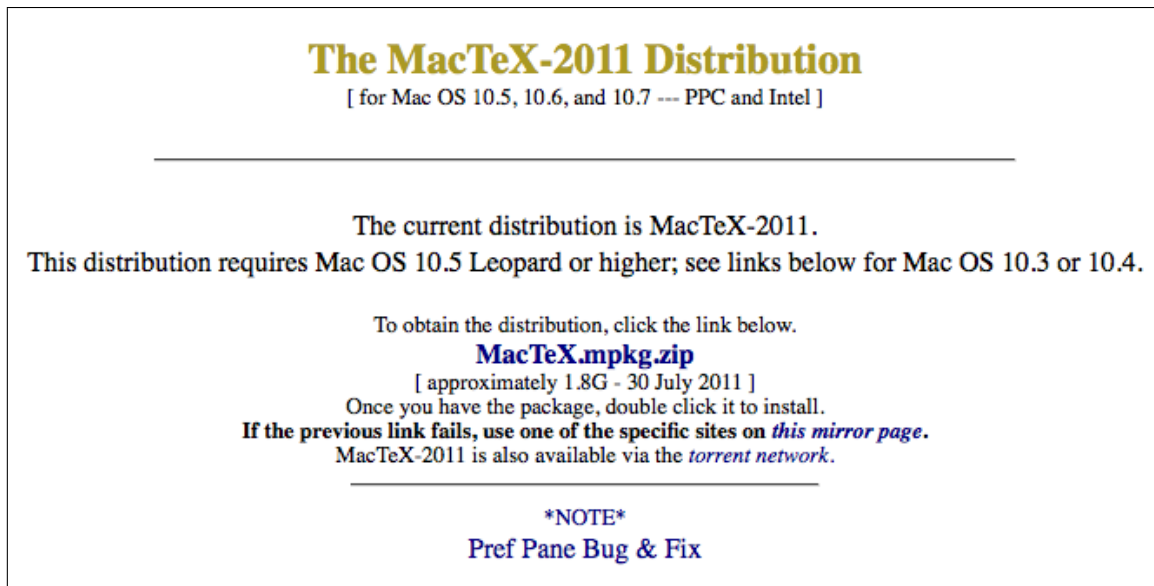 The MacTeX-2011 Distribution
[ for Mac OS 10.5, 10.6, and 10.7 --- PPC and Intel ]
The current distribution is MacTeX-2011.
This distribution requires Mac OS 10.5 Leopard or higher; see links below for Mac OS 10.3 or 10.4.
To obtain the distribution, click the link below.
MacTeX.mpkg.zip
[ approximately 1.8G - 30 July 2011 ]
Once you have the package, double click it to install.
If the previous link fails, use one of the specific sites on this mirror page.
MacTeX-2011 is also available via the torrent network.
*NOTE*
Pref Pane Bug & Fix